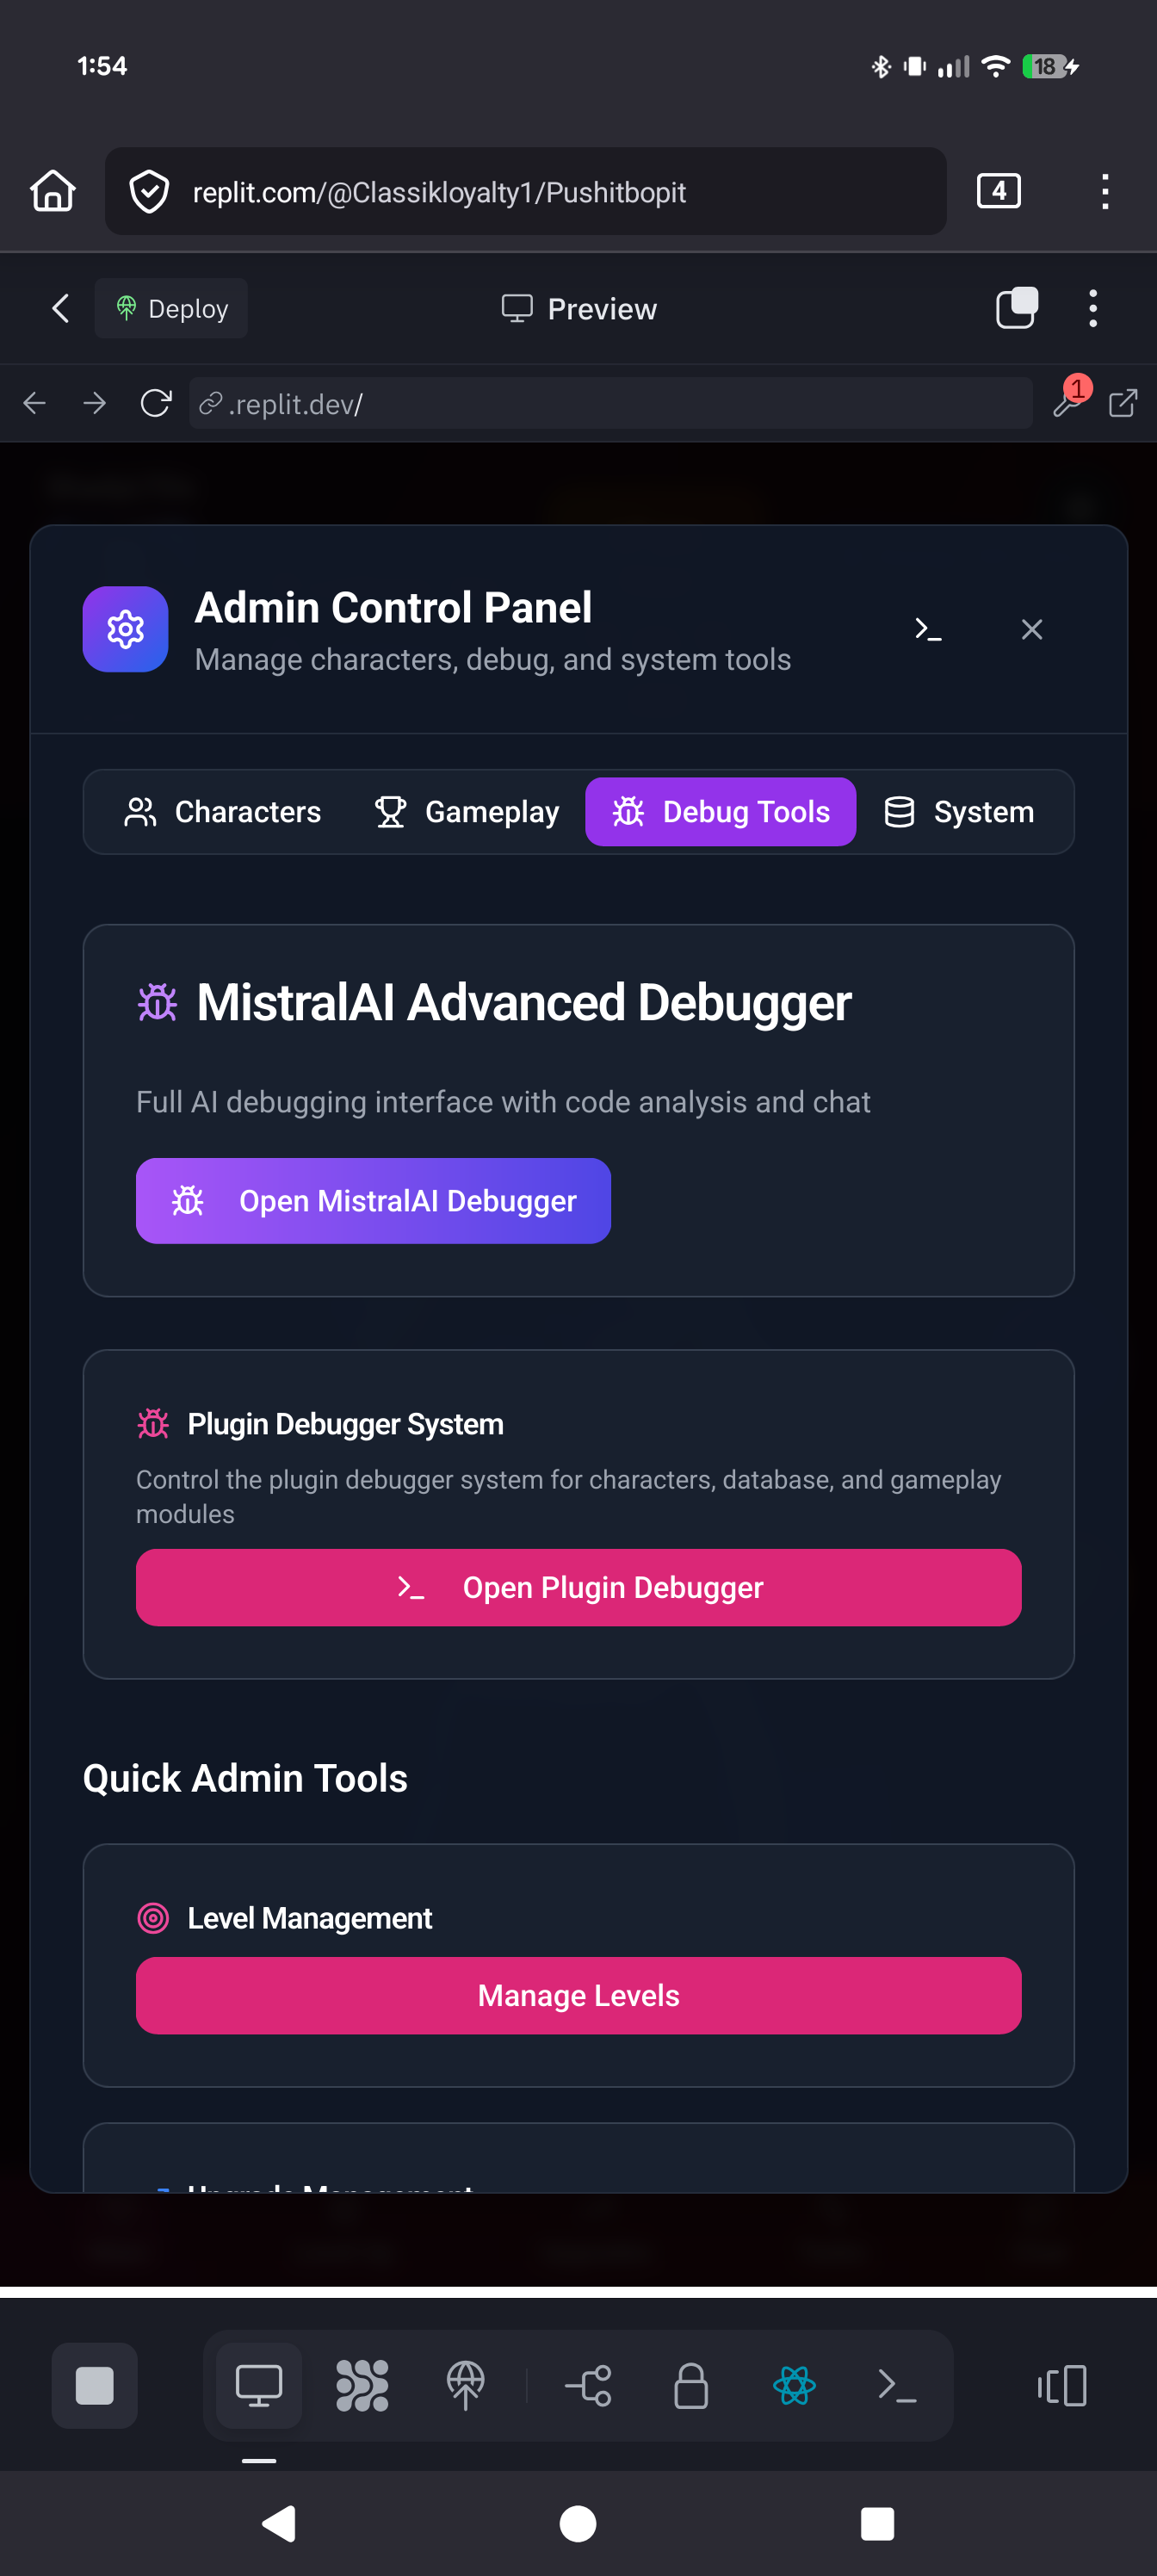 1:54
18
replit.com/@Classikloyalty1/Pushitbopit
4
Deploy
Preview
.replit.dev/
1
Admin Control Panel
Manage characters, debug, and system tools
Characters
Gameplay
Debug Tools
System
MistralAI Advanced Debugger
Full AI debugging interface with code analysis and chat
Open MistralAI Debugger
Plugin Debugger System
Control the plugin debugger system for characters, database, and gameplay
modules
Open Plugin Debugger
Quick Admin Tools
Level Management
Manage Levels
Upgrade Management